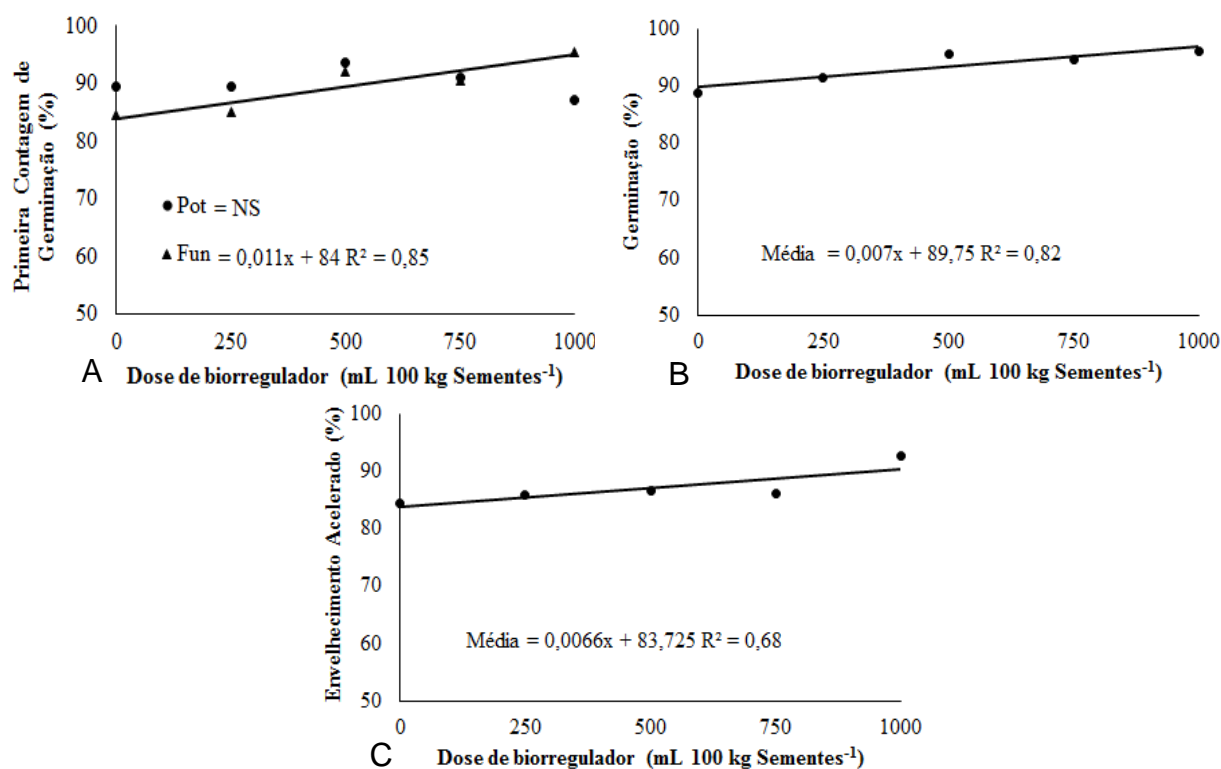 Primeira Contagem de
Germinação (%)
100
90
80
70
60
50
Pot = NS
Fun = 0,011x + 84 R² = 0,85
0 250 500 750 1000
A
Dose de biorregulador (mL 100 kg Sementes⁻¹)
Germinação (%)
100
90
80
70
60
50
Média = 0,007x + 89,75 R² = 0,82
0 250 500 750 1000
B
Dose de biorregulador (mL 100 kg Sementes⁻¹)
Envelhecimento Acelerado (%)
100
90
80
70
60
50
Média = 0,0066x + 83,725 R² = 0,68
0 250 500 750 1000
C
Dose de biorregulador (mL 100 kg Sementes⁻¹)